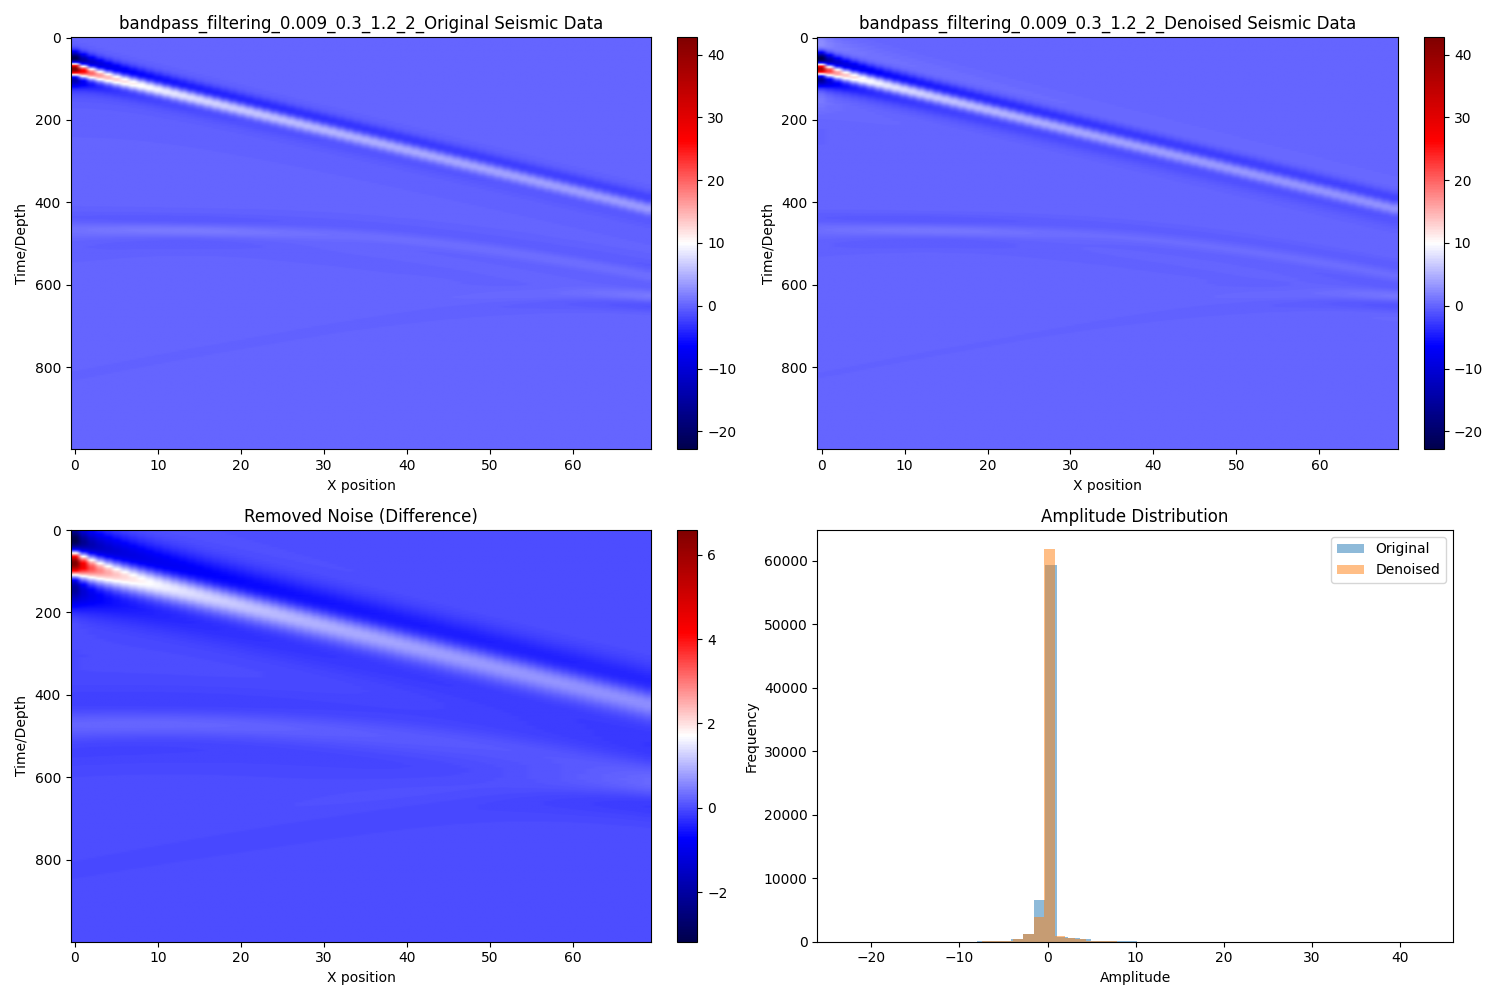 bandpass_filtering_0.009_0.3_1.2_2_Original Seismic Data
0
200
400
600
800
Time/Depth
0 10 20 30 40 50 60
X position
40
30
20
10
0
−10
−20
bandpass_filtering_0.009_0.3_1.2_2_Denoised Seismic Data
0
200
400
600
800
Time/Depth
0 10 20 30 40 50 60
X position
40
30
20
10
0
−10
−20
Removed Noise (Difference)
0
200
400
600
800
Time/Depth
0 10 20 30 40 50 60
X position
6
4
2
0
−2
Amplitude Distribution
60000
50000
40000
30000
20000
10000
0
Frequency
−20 −10 0 10 20 30 40
Amplitude
Original
Denoised